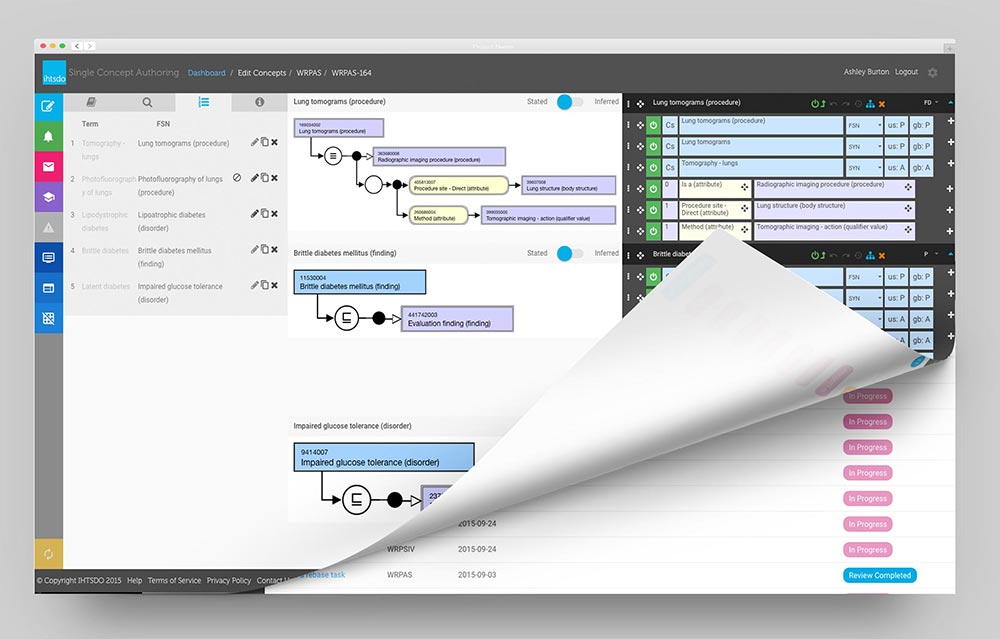 Project Name
ihtsdo Single Concept Authoring Dashboard / Edit Concepts / WRPAS / WRPAS-164
Ashley Burton Logout
Term FSN
1 Tomography - lungs Lung tomograms (procedure)
2 Photofluorography of lungs Photofluorography of lungs (procedure)
3 Lipodystrophic diabetes Lipoatrophic diabetes (disorder)
4 Brittle diabetes Brittle diabetes mellitus (finding)
5 Latent diabetes Impaired glucose tolerance (disorder)
Lung tomograms (procedure) Stated Inferred
169034002
Lung tomograms (procedure)
363680008
Radiographic imaging procedure (procedure)
405813007
Procedure site - Direct (attribute)
39607008
Lung structure (body structure)
260686004
Method (attribute)
Tomographic imaging - action (qualifier value)
Brittle diabetes mellitus (finding) Stated Inferred
11530004
Brittle diabetes mellitus (finding)
441742003
Evaluation finding (finding)
Impaired glucose tolerance (disorder)
9414007
Impaired glucose tolerance (disorder)
237
Lung tomograms (procedure) FD
Cs Lung tomograms (procedure) FSN us: P gb: P
Cs Lung tomograms SYN us: P gb: P
Cs Tomography - lungs SYN us: A gb: A
0 Is a (attribute) Radiographic imaging procedure (procedure)
1 Procedure site - Direct (attribute) Lung structure (body structure)
1 Method (attribute) Tomographic imaging - action (qualifier value)
Brittle diabe P
FSN us: P gb: P
SYN us: P gb: P
us: A gb: A
gb: A
In Progress
In Progress
In Progress
In Progress
In Progress
2015-09-24 In Progress
WRPSIV 2015-09-24 In Progress
rebase task WRPAS 2015-09-03 Review Completed
© Copyright IHTSDO 2015 Help Terms of Service Privacy Policy Contact